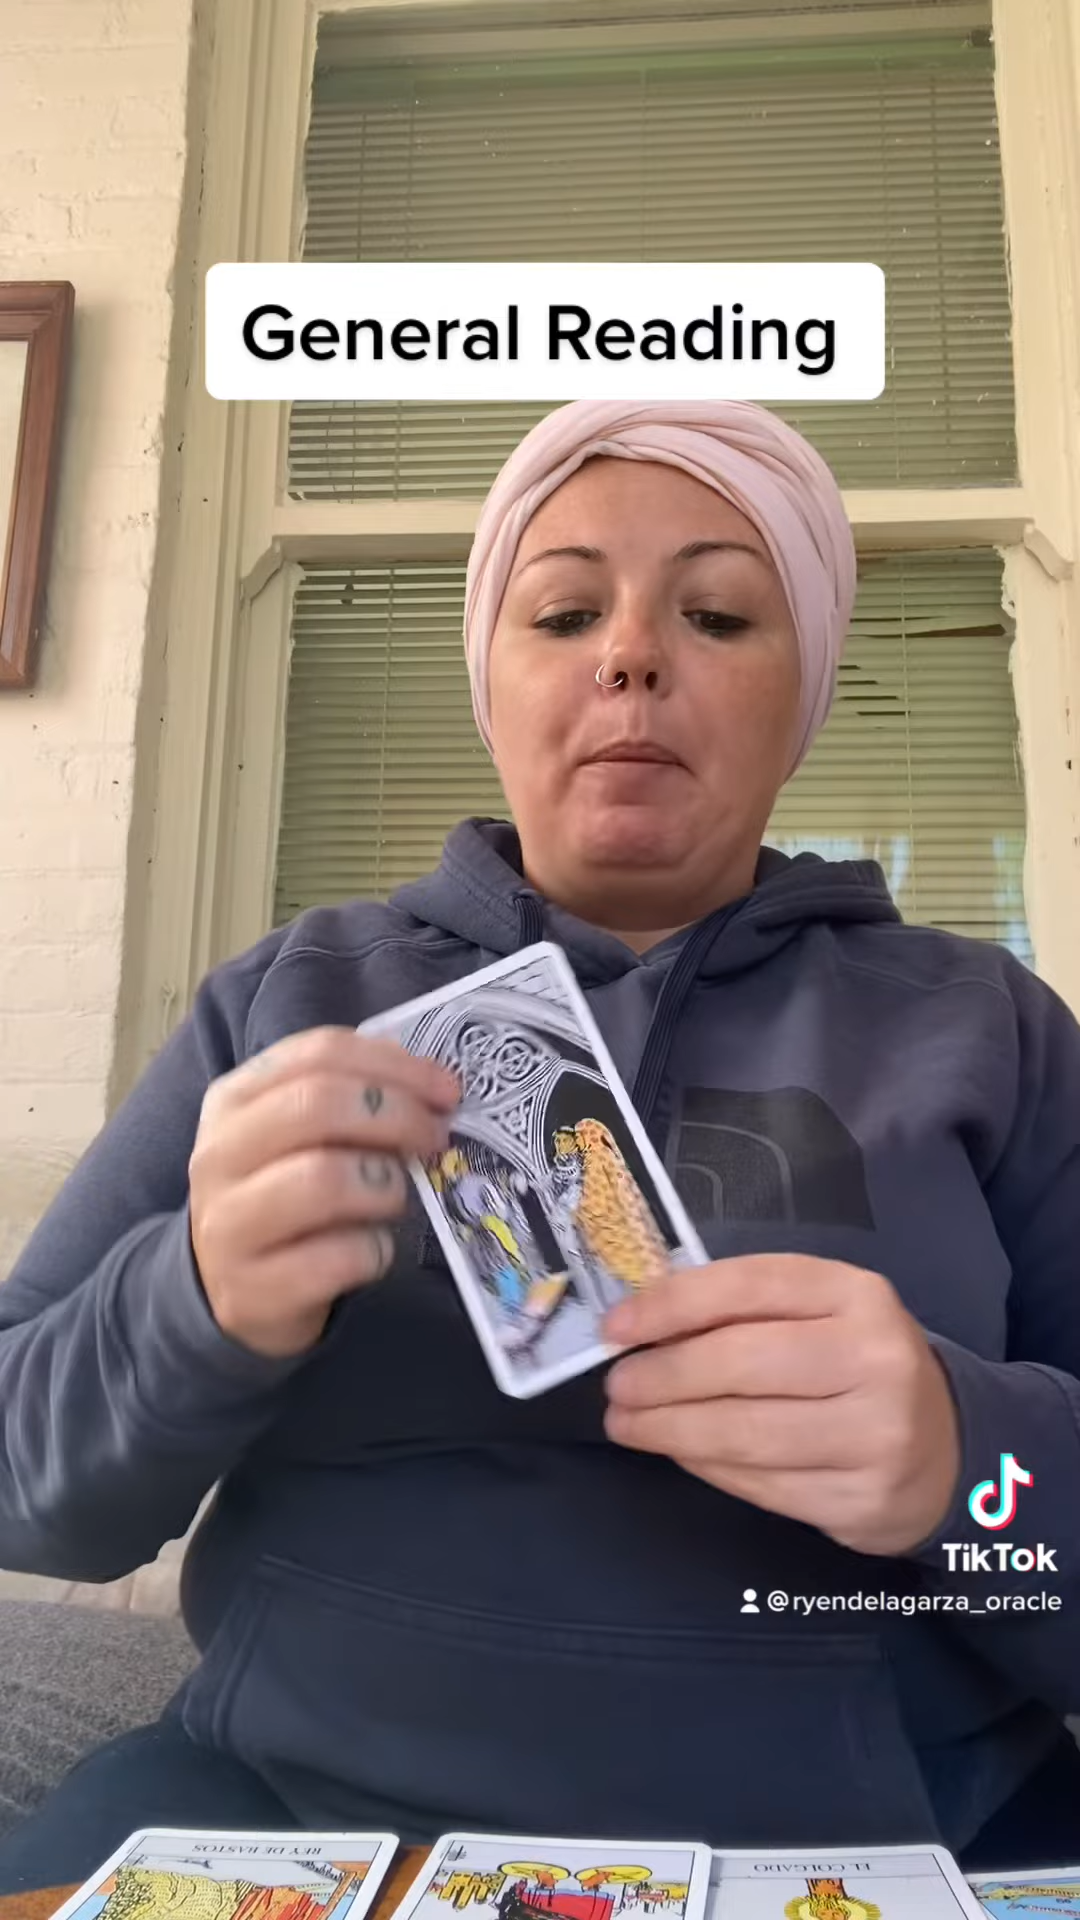 General Reading
TikTok
@ryendelagarza_oracle
REY DE BASTOS
EL COLGADO